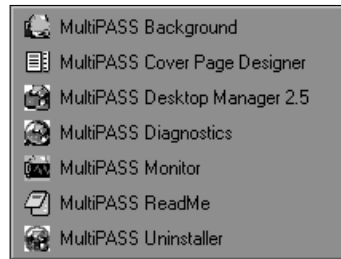 MultiPASS Background
MultiPASS Cover Page Designer
MultiPASS Desktop Manager 2.5
MultiPASS Diagnostics
MultiPASS Monitor
MultiPASS ReadMe
MultiPASS Uninstaller